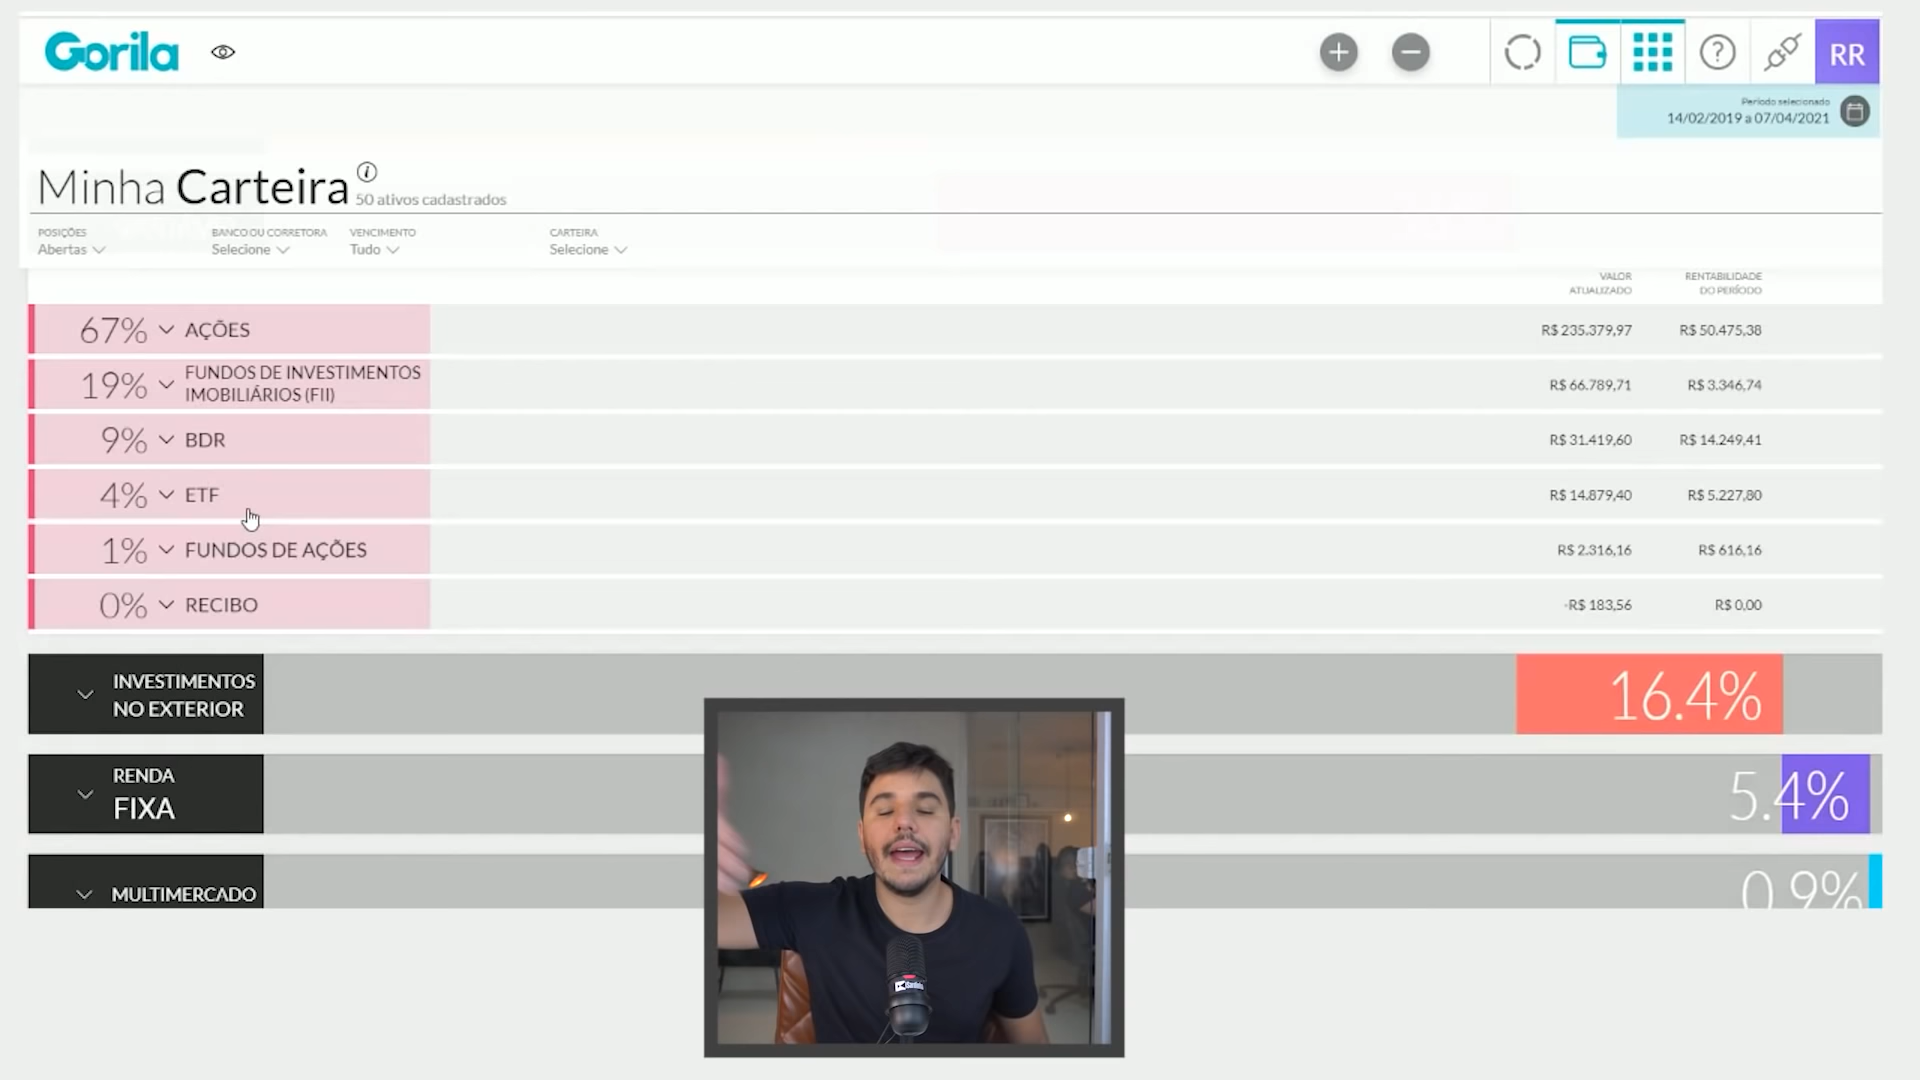 Gorila
RR
Período selecionado
14/02/2019 a 07/04/2021
Minha Carteira
50 ativos cadastrados
POSIÇÕES
Abertas
BANCO OU CORRETORA
Selecione
VENCIMENTO
Tudo
CARTEIRA
Selecione
VALOR
ATUALIZADO
RENTABILIDADE
DO PERÍODO
67% AÇÕES R$ 235.379,97 R$ 50.475,38
19% FUNDOS DE INVESTIMENTOS
IMOBILIÁRIOS (FII) R$ 66.789,71 R$ 3.346,74
9% BDR R$ 31.419,60 R$ 14.249,41
4% ETF R$ 14.879,40 R$ 5.227,80
1% FUNDOS DE AÇÕES R$ 2.316,16 R$ 616,16
0% RECIBO -R$ 183,56 R$ 0,00
INVESTIMENTOS
NO EXTERIOR
16.4%
RENDA
FIXA
5.4%
MULTIMERCADO
0.9%